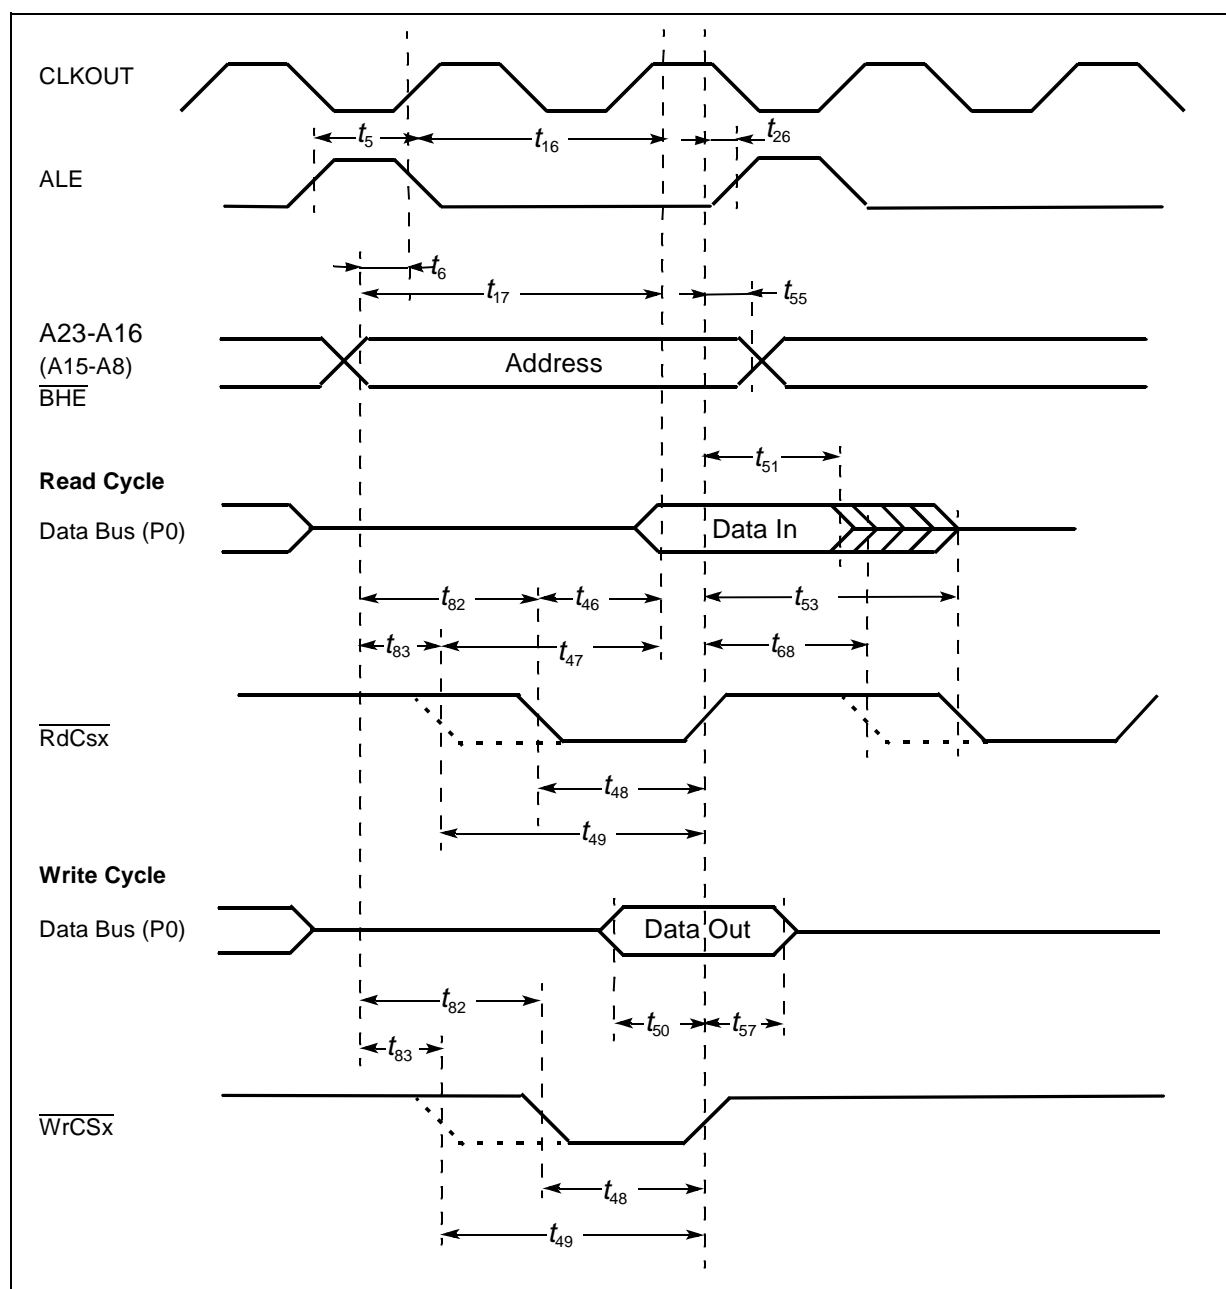 CLKOUT
t5
t16
t26
ALE
t6
t17
t55
A23-A16
(A15-A8)
Address
BHE
t51
Read Cycle
Data Bus (P0)
Data In
t82
t46
t53
t83
t47
t68
RdCsx
t48
t49
Write Cycle
Data Bus (P0)
Data Out
t82
t50
t57
t83
WrCSx
t48
t49